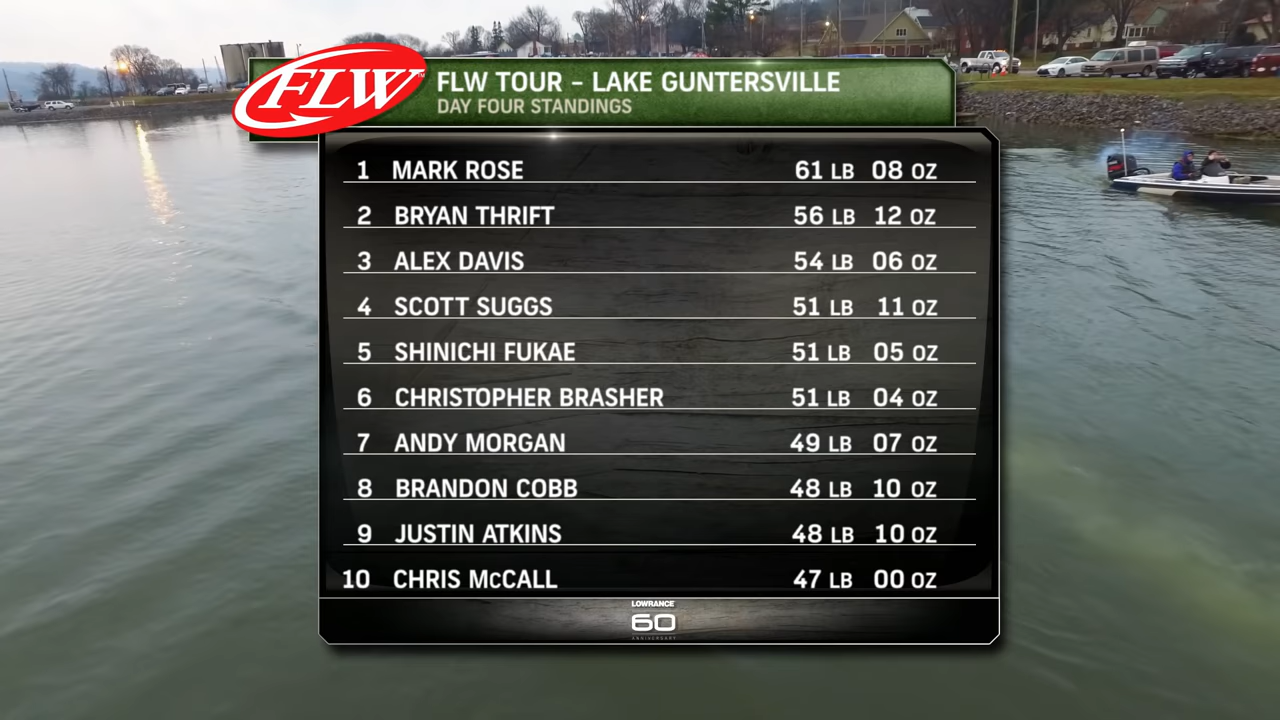 FLW
FLW TOUR – LAKE GUNTERSVILLE
DAY FOUR STANDINGS
1 MARK ROSE 61 LB 08 OZ
2 BRYAN THRIFT 56 LB 12 OZ
3 ALEX DAVIS 54 LB 06 OZ
4 SCOTT SUGGS 51 LB 11 OZ
5 SHINICHI FUKAE 51 LB 05 OZ
6 CHRISTOPHER BRASHER 51 LB 04 OZ
7 ANDY MORGAN 49 LB 07 OZ
8 BRANDON COBB 48 LB 10 OZ
9 JUSTIN ATKINS 48 LB 10 OZ
10 CHRIS McCALL 47 LB 00 OZ
LOWRANCE
60
ANNIVERSARY